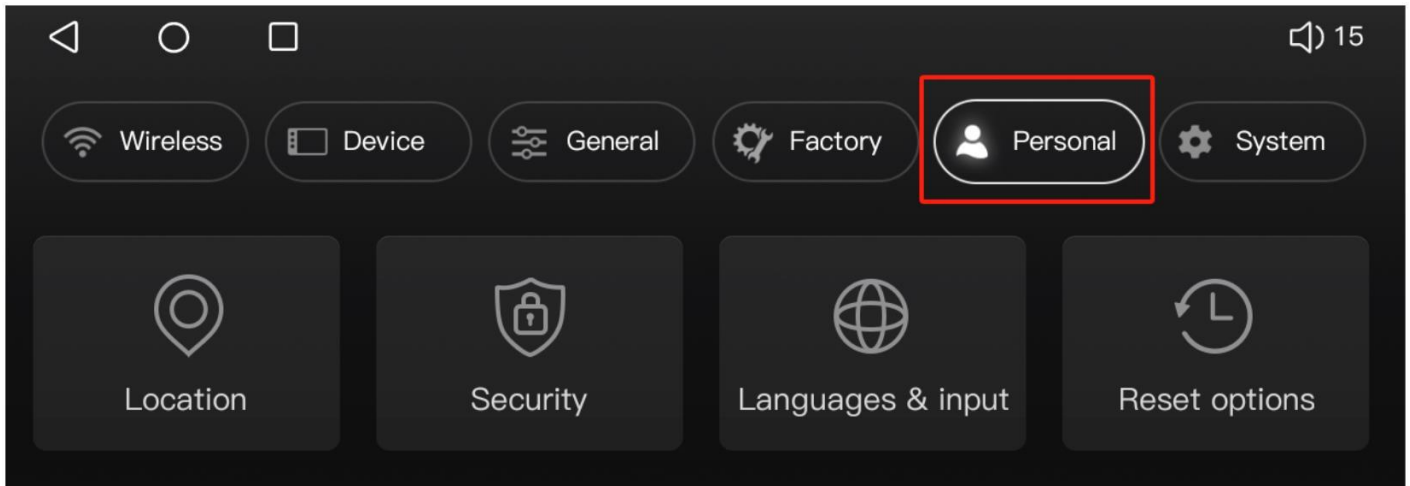 15
Wireless Device General Factory Personal System
Location Security Languages & input Reset options